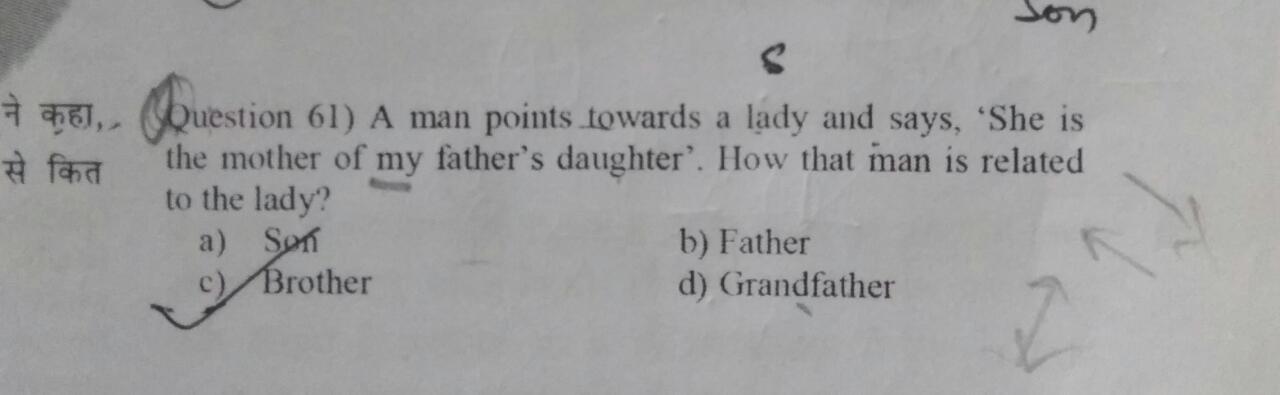 Son
S
ने कहा,
से कित
Question 61) A man points towards a lady and says, ‘She is
the mother of my father’s daughter’. How that man is related
to the lady?
a) Son
b) Father
c) Brother
d) Grandfather